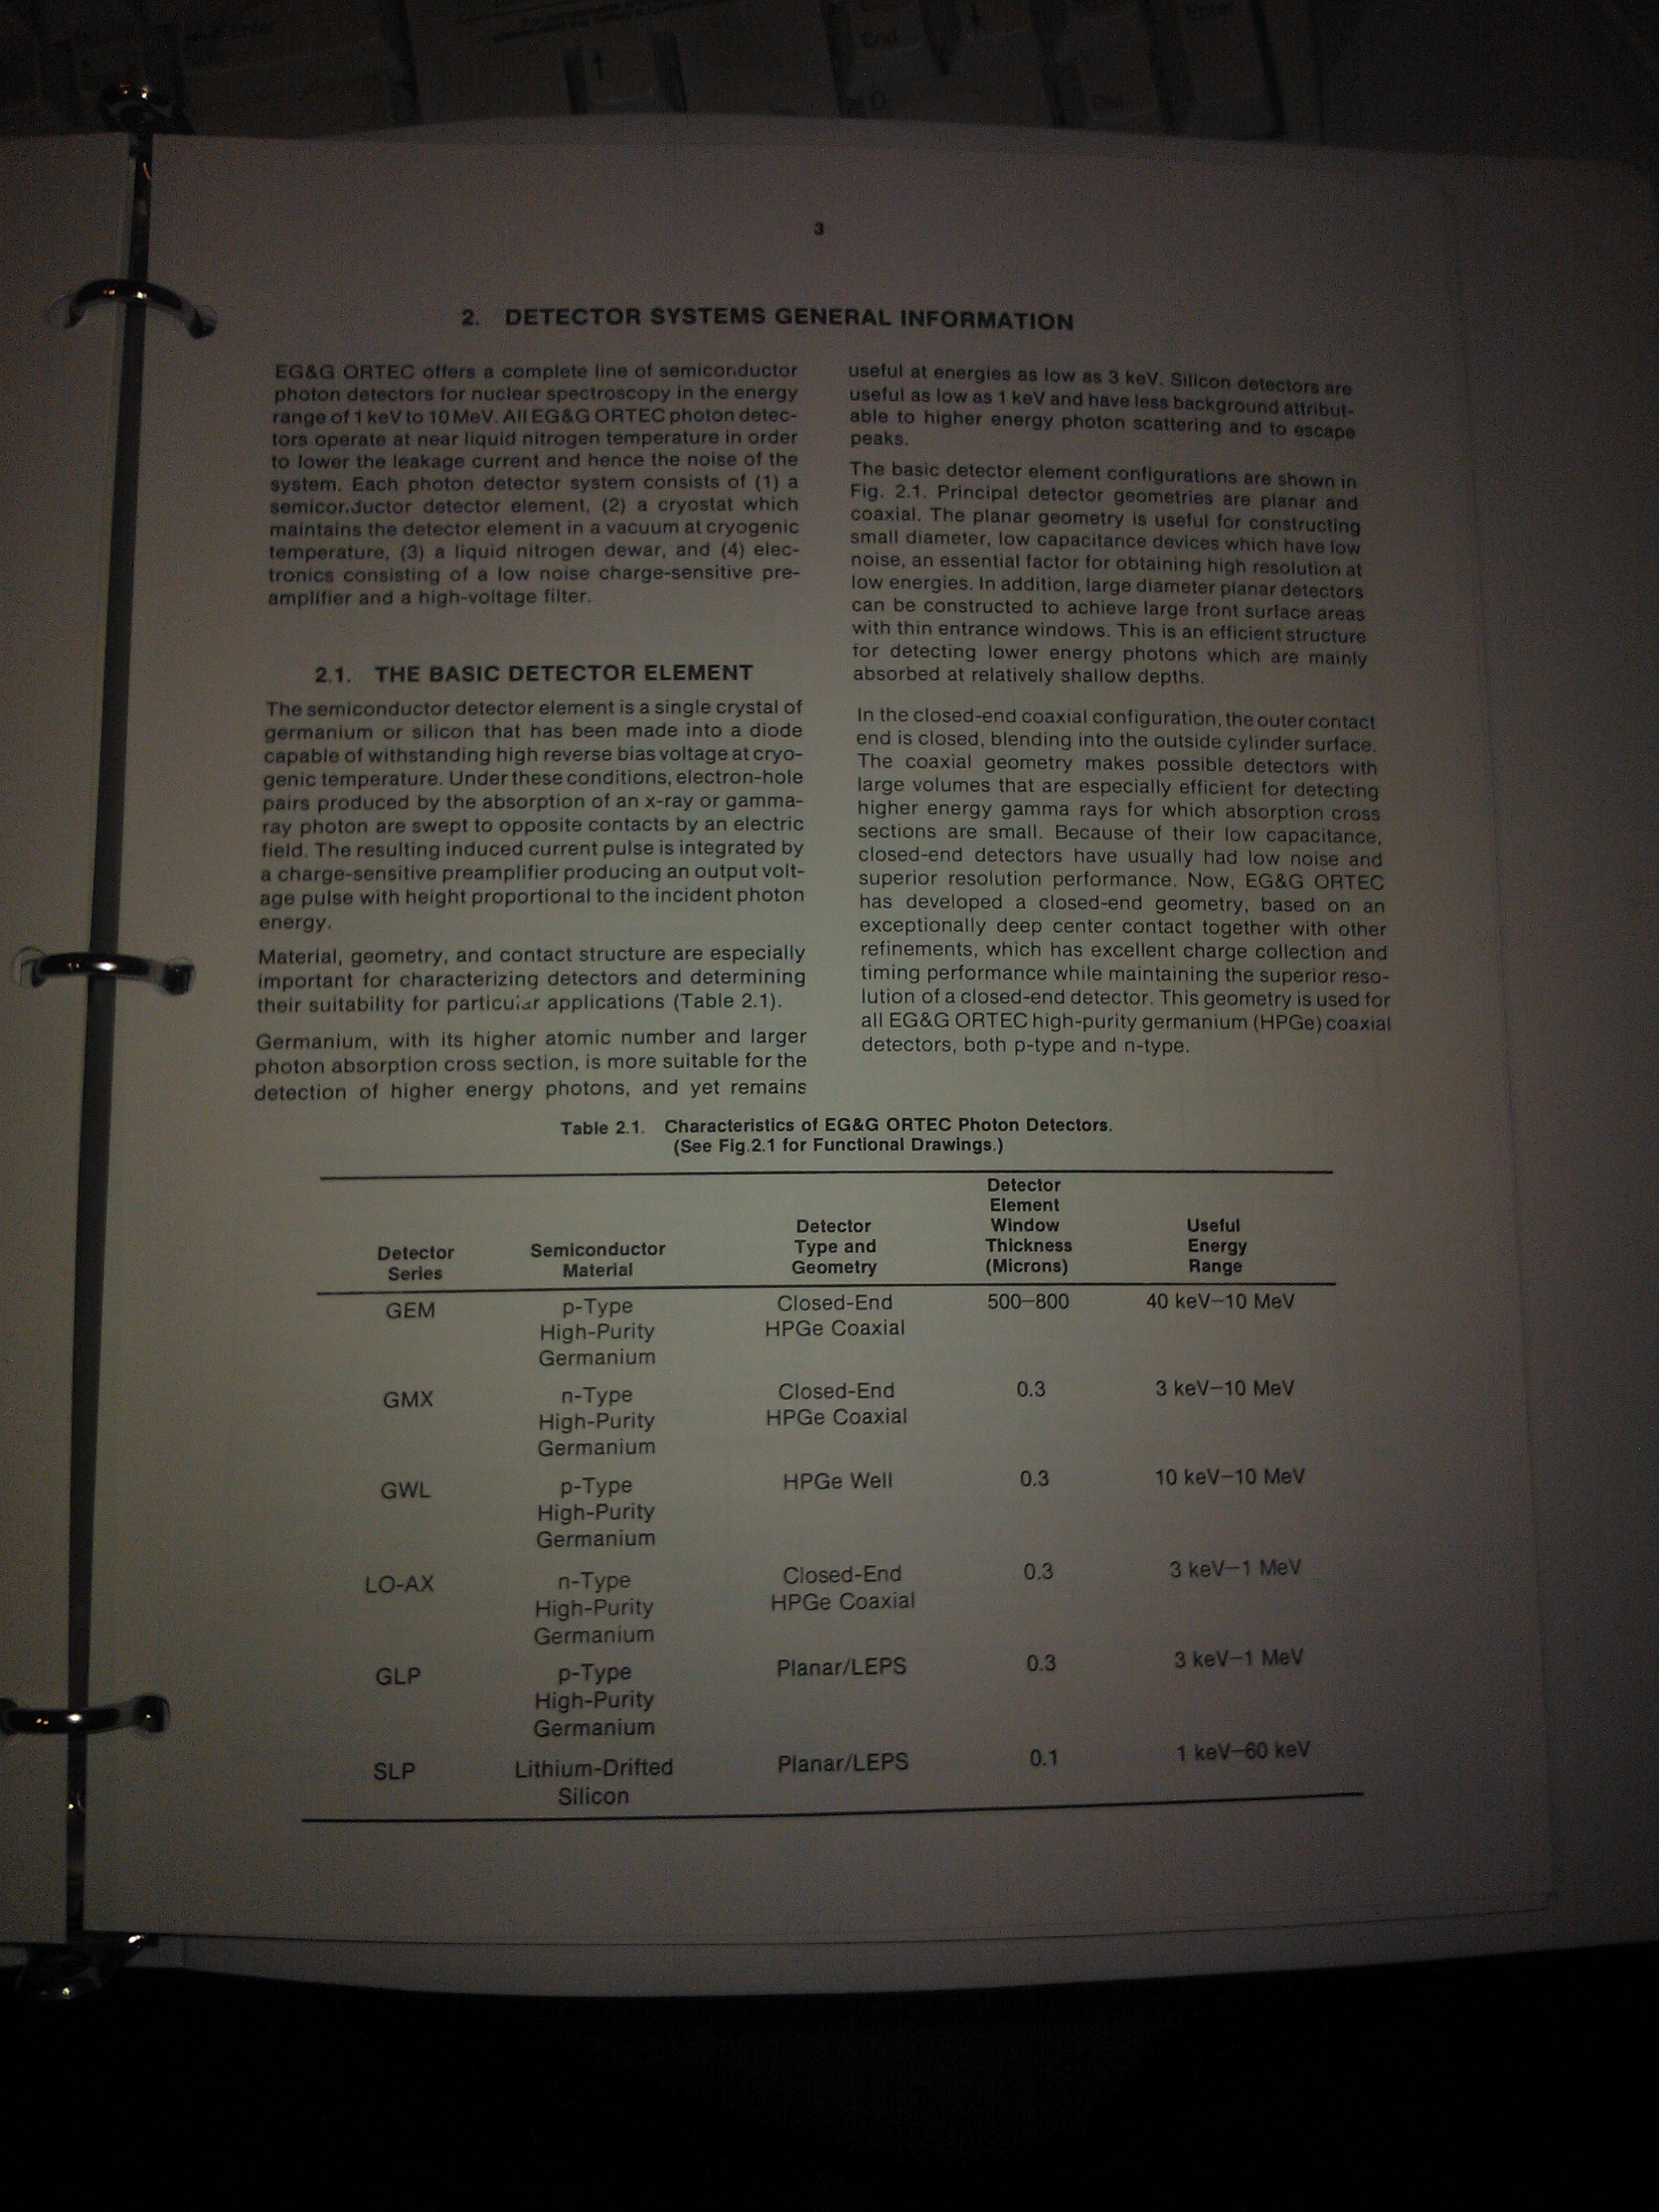 End
3
2. DETECTOR SYSTEMS GENERAL INFORMATION
EG&G ORTEC offers a complete line of semiconductor
photon detectors for nuclear spectroscopy in the energy
range of 1 keV to 10 MeV. All EG&G ORTEC photon detec-
tors operate at near liquid nitrogen temperature in order
to lower the leakage current and hence the noise of the
system. Each photon detector system consists of (1) a
semiconductor detector element, (2) a cryostat which
maintains the detector element in a vacuum at cryogenic
temperature, (3) a liquid nitrogen dewar, and (4) elec-
tronics consisting of a low noise charge-sensitive pre-
amplifier and a high-voltage filter.
2.1. THE BASIC DETECTOR ELEMENT
The semiconductor detector element is a single crystal of
germanium or silicon that has been made into a diode
capable of withstanding high reverse bias voltage at cryo-
genic temperature. Under these conditions, electron-hole
pairs produced by the absorption of an x-ray or gamma-
ray photon are swept to opposite contacts by an electric
field. The resulting induced current pulse is integrated by
a charge-sensitive preamplifier producing an output volt-
age pulse with height proportional to the incident photon
energy.
Material, geometry, and contact structure are especially
important for characterizing detectors and determining
their suitability for particular applications (Table 2.1).
Germanium, with its higher atomic number and larger
photon absorption cross section, is more suitable for the
detection of higher energy photons, and yet remains
useful at energies as low as 3 keV. Silicon detectors are
useful as low as 1 keV and have less background attribut-
able to higher energy photon scattering and to escape
peaks.
The basic detector element configurations are shown in
Fig. 2.1. Principal detector geometries are planar and
coaxial. The planar geometry is useful for constructing
small diameter, low capacitance devices which have low
noise, an essential factor for obtaining high resolution at
low energies. In addition, large diameter planar detectors
can be constructed to achieve large front surface areas
with thin entrance windows. This is an efficient structure
for detecting lower energy photons which are mainly
absorbed at relatively shallow depths.
In the closed-end coaxial configuration, the outer contact
end is closed, blending into the outside cylinder surface.
The coaxial geometry makes possible detectors with
large volumes that are especially efficient for detecting
higher energy gamma rays for which absorption cross
sections are small. Because of their low capacitance,
closed-end detectors have usually had low noise and
superior resolution performance. Now, EG&G ORTEC
has developed a closed-end geometry, based on an
exceptionally deep center contact together with other
refinements, which has excellent charge collection and
timing performance while maintaining the superior reso-
lution of a closed-end detector. This geometry is used for
all EG&G ORTEC high-purity germanium (HPGe) coaxial
detectors, both p-type and n-type.
Table 2.1. Characteristics of EG&G ORTEC Photon Detectors.
(See Fig.2.1 for Functional Drawings.)
Detector Series
Semiconductor Material
Detector Type and Geometry
Detector Element Window Thickness (Microns)
Useful Energy Range
GEM p-Type Closed-End 500–800 40 keV–10 MeV
High-Purity HPGe Coaxial
Germanium
GMX n-Type Closed-End 0.3 3 keV–10 MeV
High-Purity HPGe Coaxial
Germanium
GWL p-Type HPGe Well 0.3 10 keV–10 MeV
High-Purity
Germanium
LO-AX n-Type Closed-End 0.3 3 keV–1 MeV
High-Purity HPGe Coaxial
Germanium
GLP p-Type Planar/LEPS 0.3 3 keV–1 MeV
High-Purity
Germanium
SLP Lithium-Drifted Planar/LEPS 0.1 1 keV–60 keV
Silicon